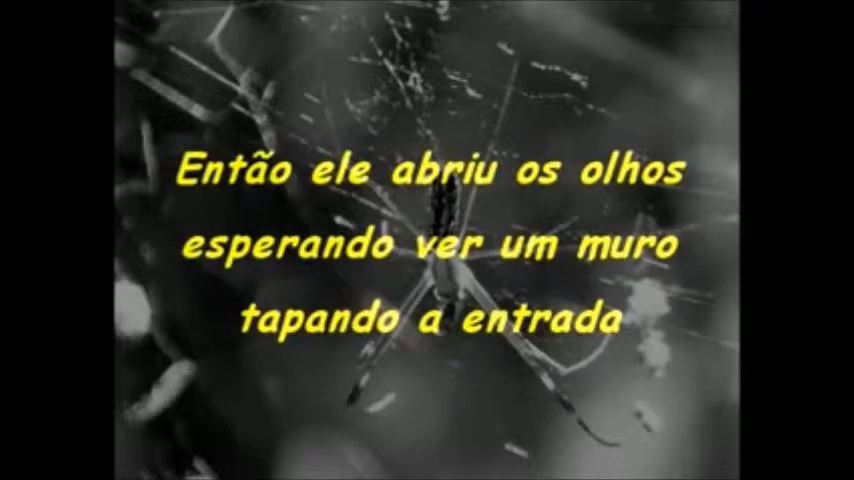 Então ele abriu os olhos
esperando ver um muro
tapando a entrada